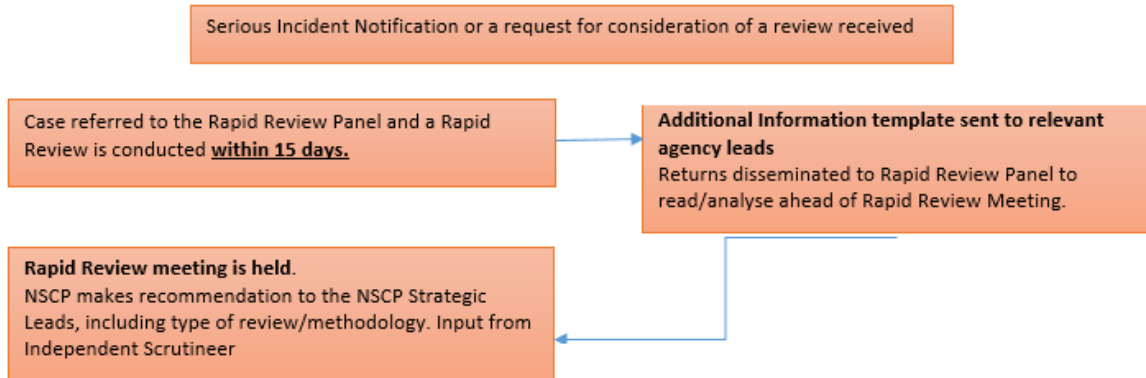 Serious Incident Notification or a request for consideration of a review received
Case referred to the Rapid Review Panel and a Rapid
Review is conducted within 15 days.
Additional Information template sent to relevant
agency leads
Returns disseminated to Rapid Review Panel to
read/analyse ahead of Rapid Review Meeting.
Rapid Review meeting is held.
NSCP makes recommendation to the NSCP Strategic
Leads, including type of review/methodology. Input from
Independent Scrutineer